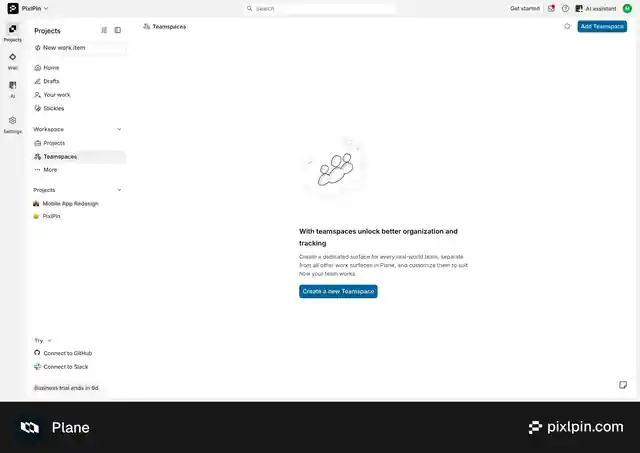 PixlPin
Search
Get started
AI assistant
M
Projects
Wiki
AI
Settings
Projects
New work item
Home
Drafts
Your work
Stickies
Workspace
Projects
Teamspaces
More
Projects
Mobile App Redesign
PixlPin
Try
Connect to GitHub
Connect to Slack
Business trial ends in 6d
Teamspaces
Add Teamspace
With teamspaces unlock better organization and
tracking
Create a dedicated surface for every real-world team, separate
from all other work surfaces in Plane, and customize them to suit
how your team works.
Create a new Teamspace
Plane
pixlpin.com